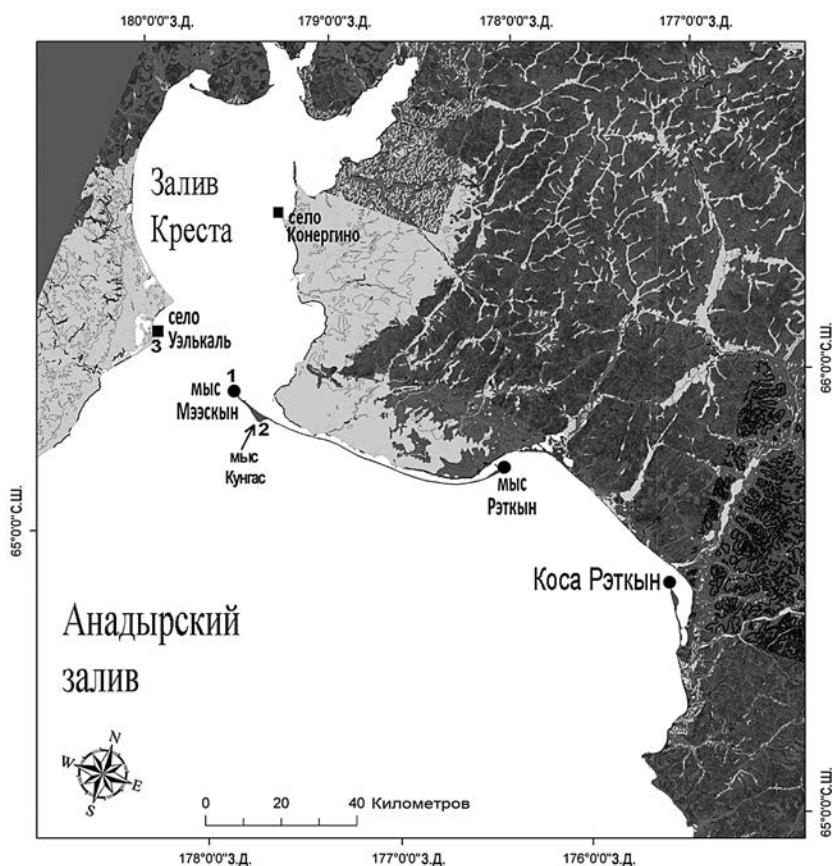 180°0'0"З.Д.
179°0'0"З.Д.
178°0'0"З.Д.
177°0'0"З.Д.
Залив
Креста
село
Конергино
село
Уэлькаль
3
66°0'0"С.Ш.
1
мыс
Мээскын
2
мыс
Кунгас
мыс
Рэткын
65°0'0"С.Ш.
Коса Рэткын
Анадырский
залив
N
W
E
S
0 20 40 Километров
65°0'0"С.Ш.
178°0'0"З.Д.
177°0'0"З.Д.
176°0'0"З.Д.